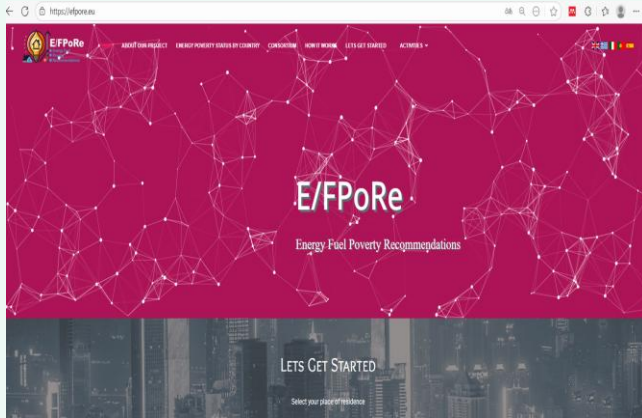 https://efpore.eu
E/FPoRe
ABOUT OUR PROJECT ENERGY POVERTY STATUS BY COUNTRY CONSORTIUM HOW IT WORKS LETS GET STARTED ACTIVITIES
E/FPoRe
Energy Fuel Poverty Recommendations
LETS GET STARTED
Select your place of residence